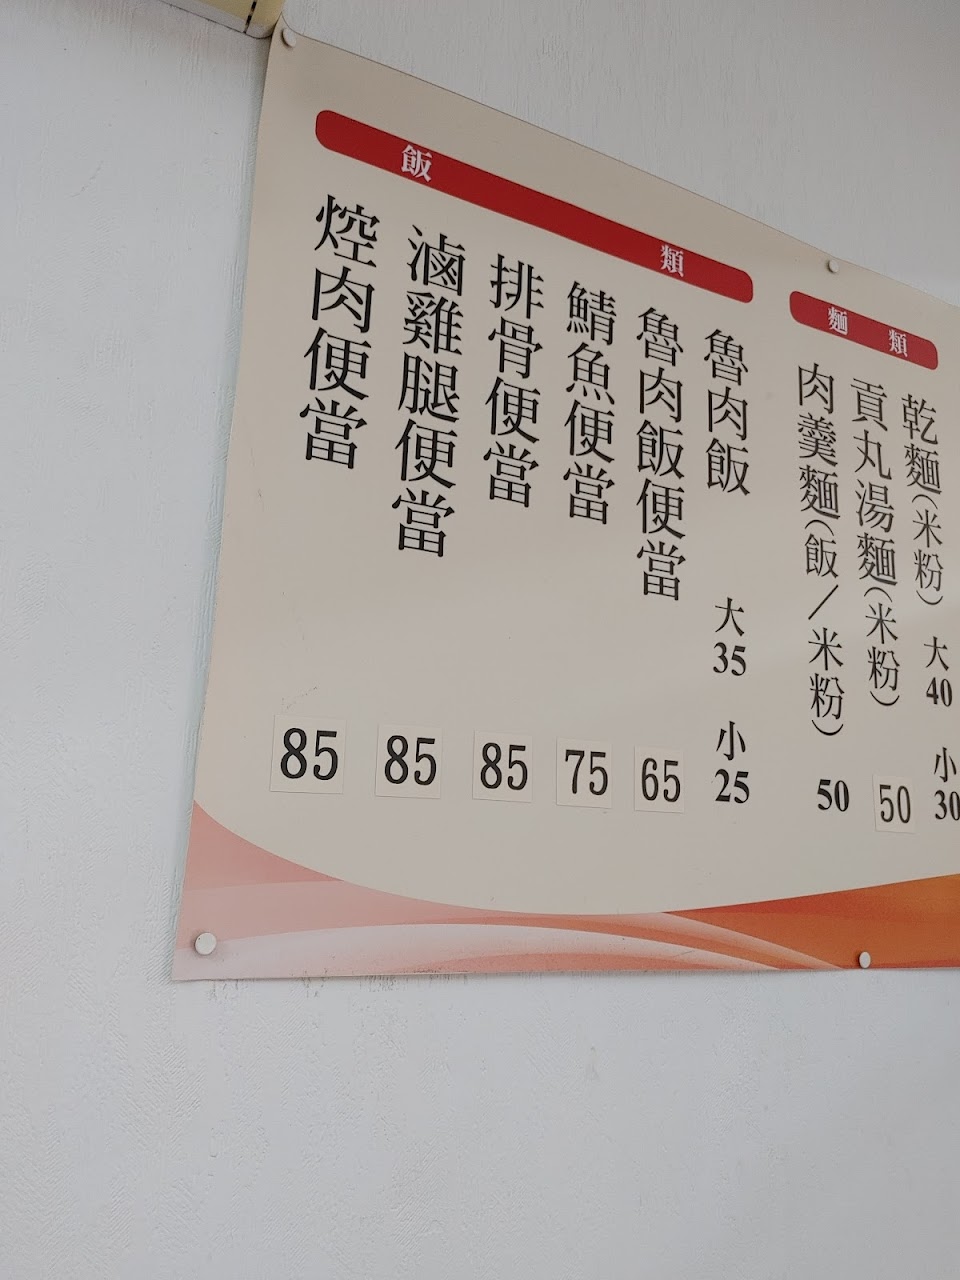 麵類
乾麵(米粉) 大40 小30
貢丸湯麵(米粉) 50
肉羹麵(飯/米粉) 50
飯類
魯肉飯 大35 小25
魯肉飯便當 65
鯖魚便當 75
排骨便當 85
滷雞腿便當 85
焢肉便當 85